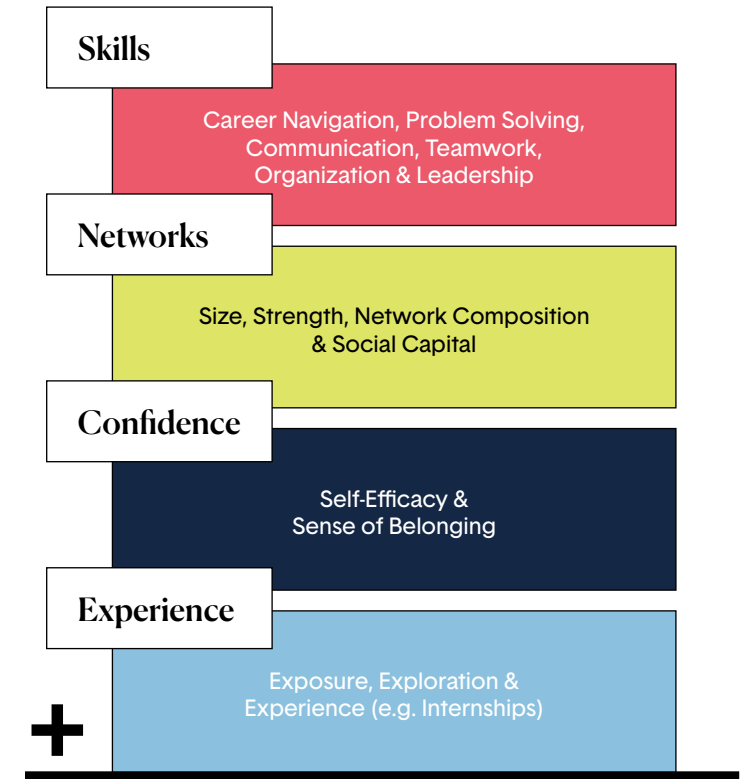 Skills
Career Navigation, Problem Solving,
Communication, Teamwork,
Organization & Leadership
Networks
Size, Strength, Network Composition
& Social Capital
Confidence
Self-Efficacy &
Sense of Belonging
Experience
Exposure, Exploration &
Experience (e.g. Internships)
+